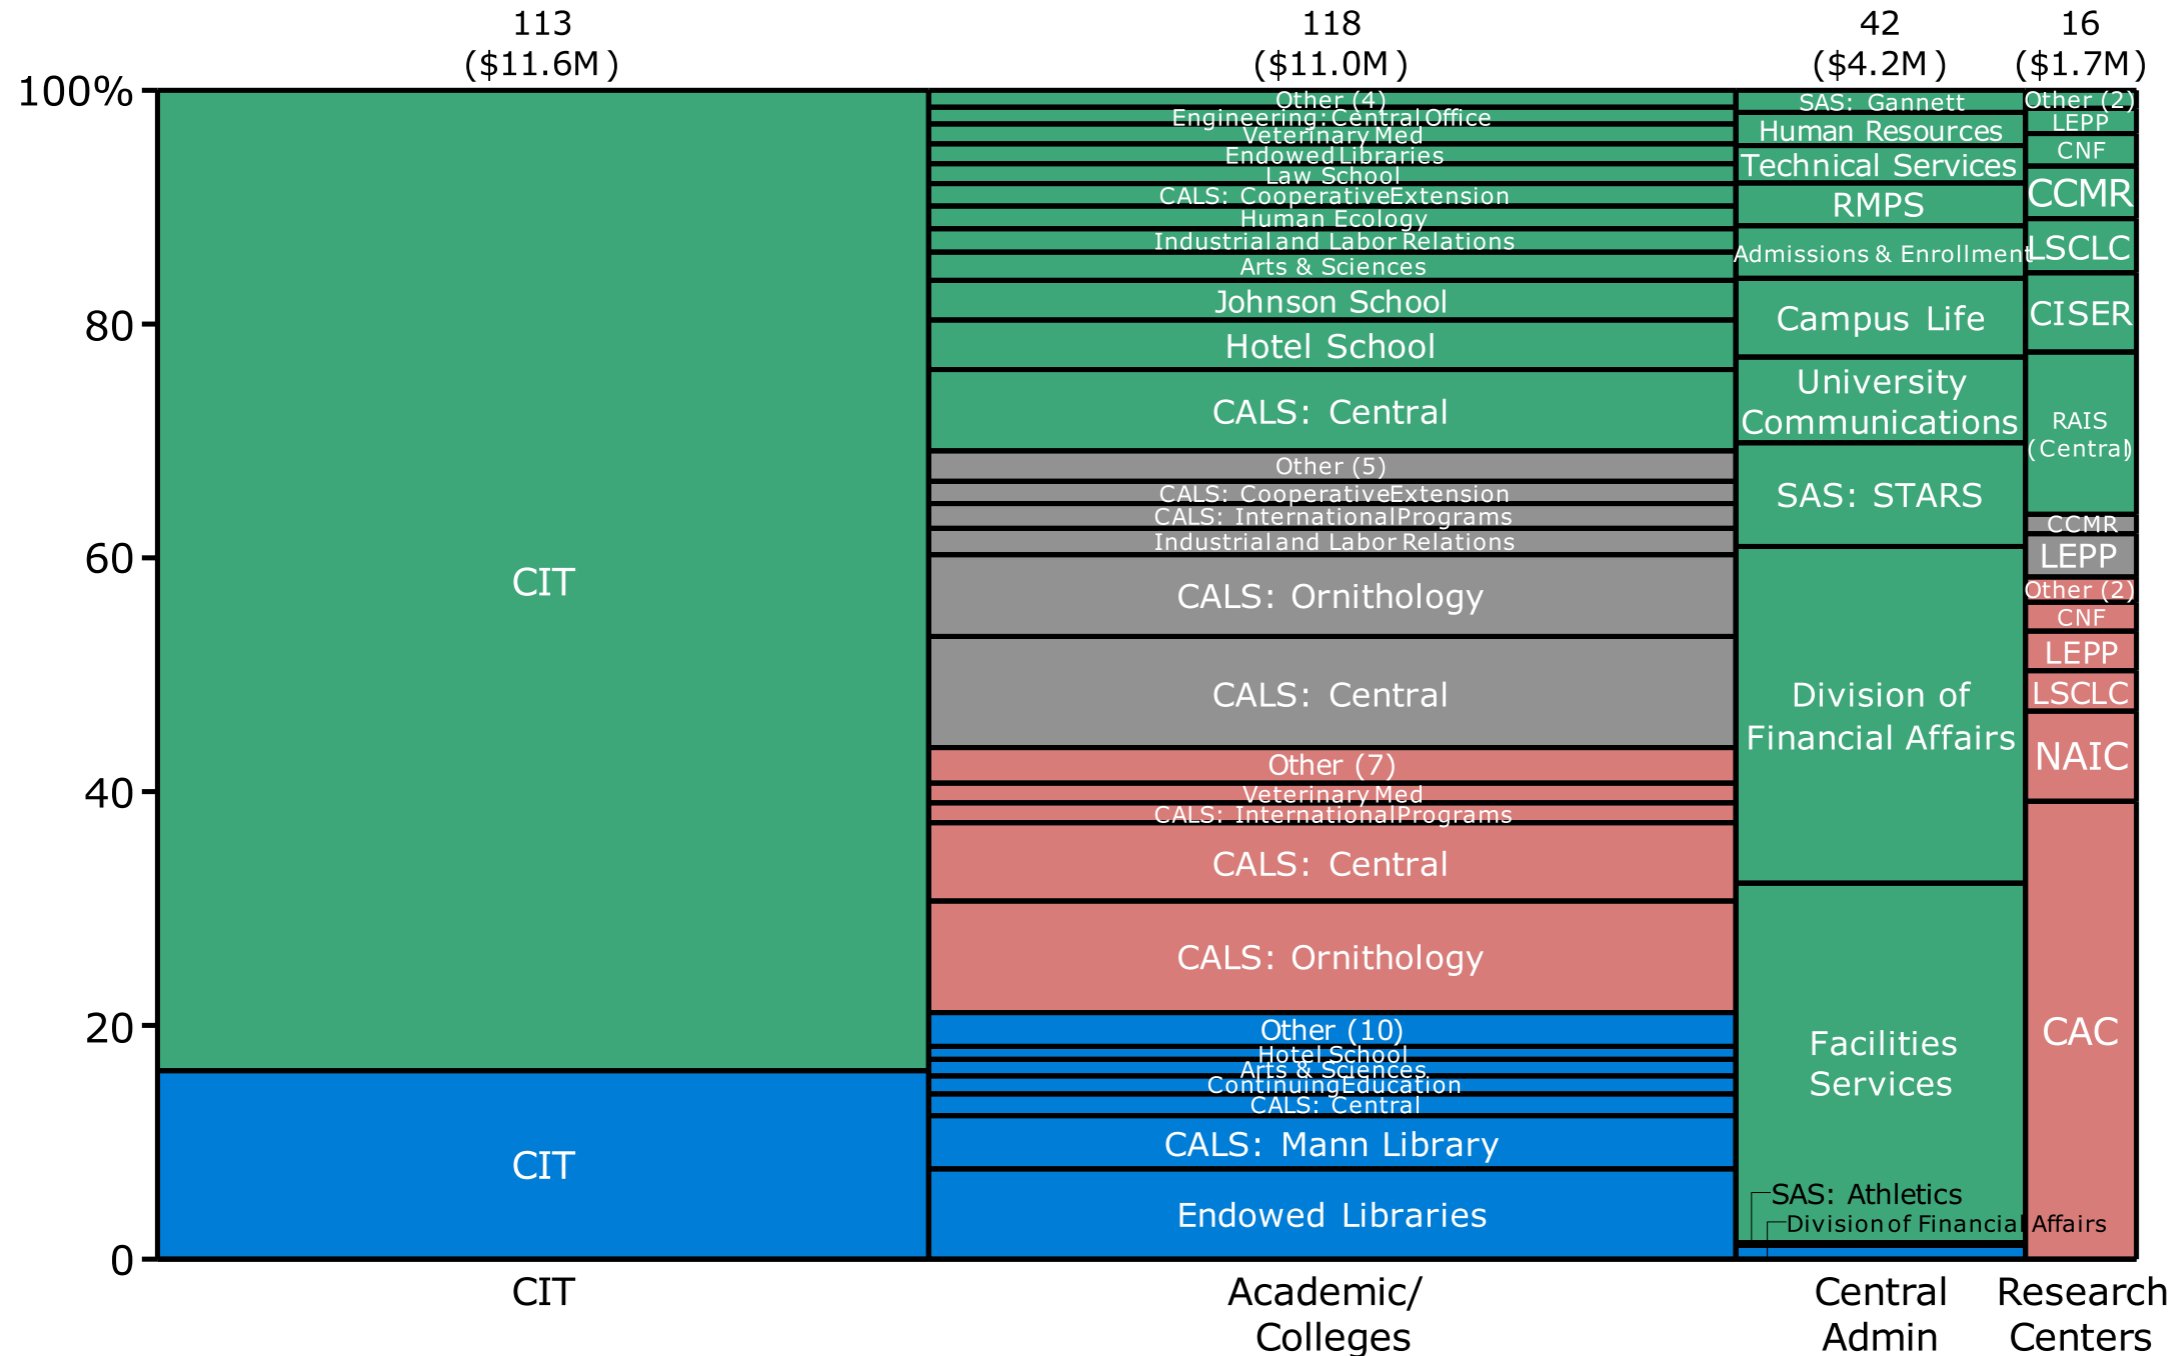 113
($11.6M)
118
($11.0M)
42
($4.2M)
16
($1.7M)
100%
80
60
40
20
0
CIT
CIT
Other (4)
Engineering: Central Office
Veterinary Med
Endowed Libraries
Law School
CALS: Cooperative Extension
Human Ecology
Industrial and Labor Relations
Arts & Sciences
Johnson School
Hotel School
CALS: Central
Other (5)
CALS: Cooperative Extension
CALS: International Programs
Industrial and Labor Relations
CALS: Ornithology
CALS: Central
Other (7)
Veterinary Med
CALS: International Programs
CALS: Central
CALS: Ornithology
Other (10)
Hotel School
Arts & Sciences
Continuing Education
CALS: Central
CALS: Mann Library
Endowed Libraries
SAS: Gannett
Human Resources
Technical Services
RMPS
Admissions & Enrollment
Campus Life
University
Communications
SAS: STARS
Division of
Financial Affairs
Facilities
Services
SAS: Athletics
Division of Financial Affairs
Other (2)
LEPP
CNF
CCMR
LSCLC
CISER
RAIS
(Central)
CCMR
LEPP
Other (2)
CNF
LEPP
LSCLC
NAIC
CAC
CIT
Academic/
Colleges
Central
Admin
Research
Centers